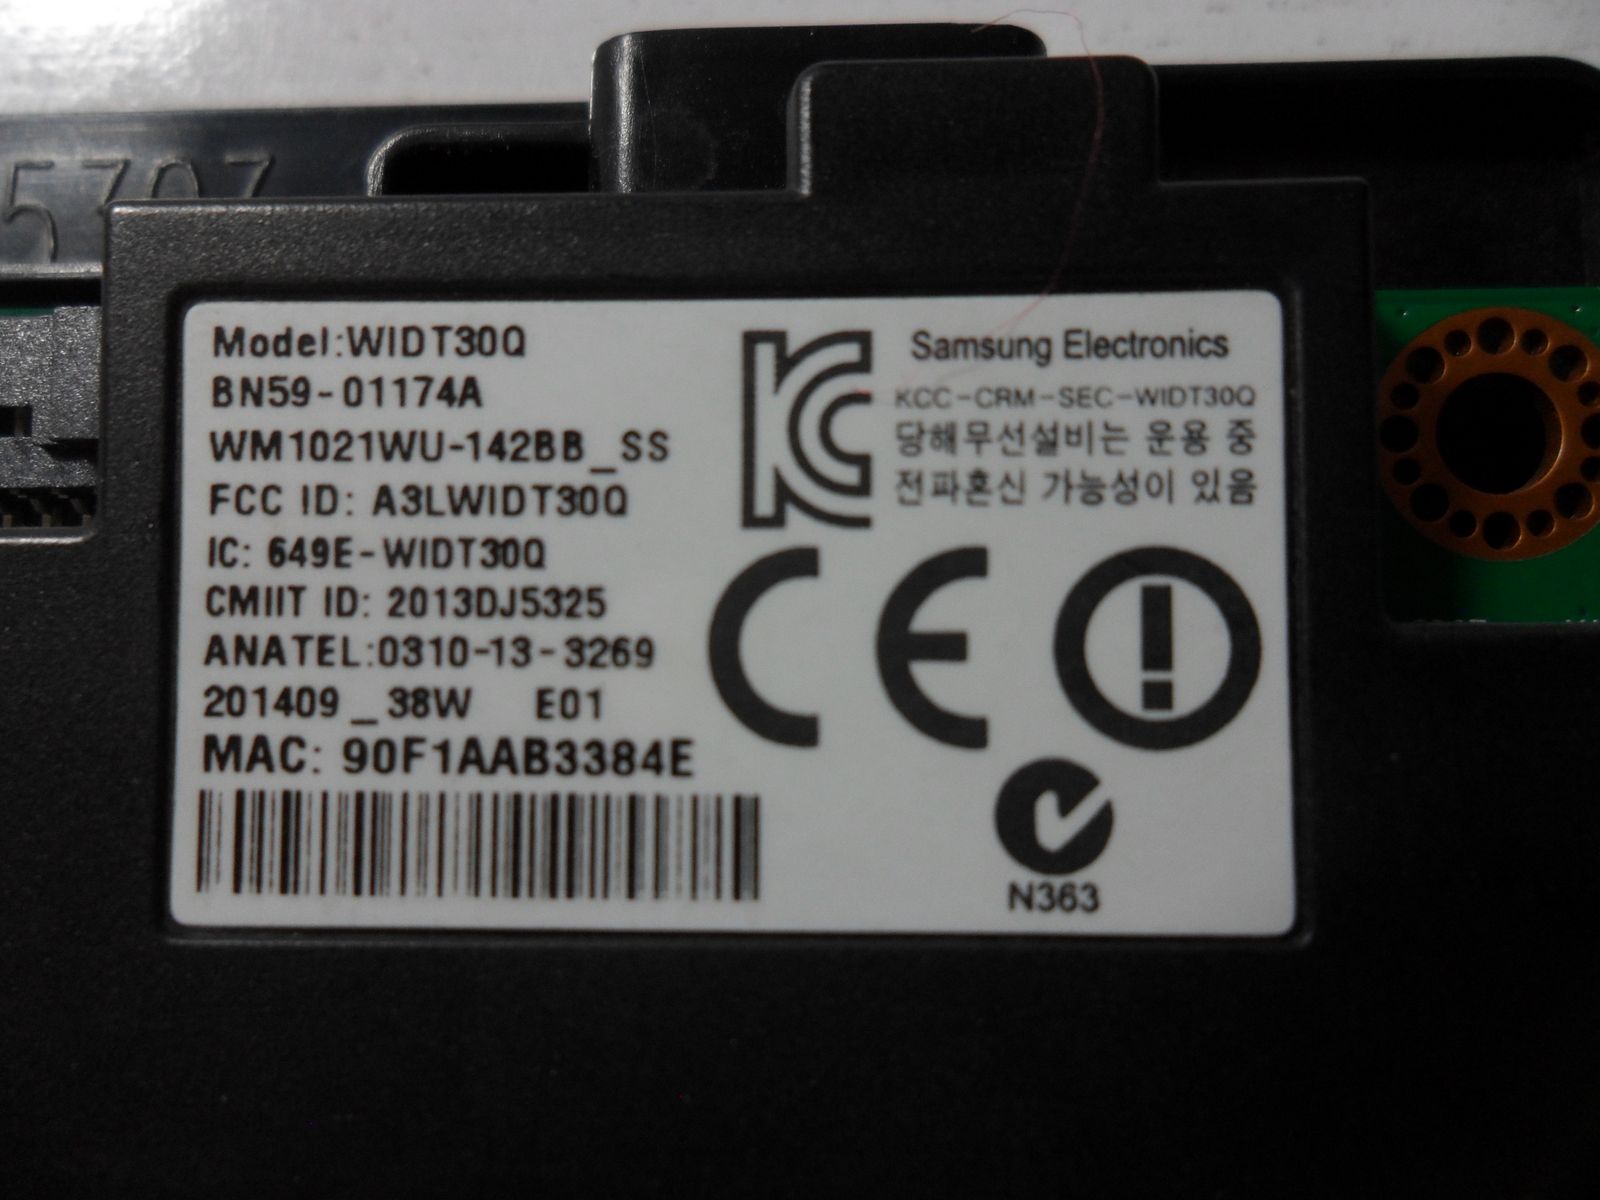 Model:WIDT30Q
BN59-01174A
WM1021WU-142BB_SS
FCC ID: A3LWIDT30Q
IC: 649E-WIDT30Q
CMIIT ID: 2013DJ5325
ANATEL:0310-13-3269
201409_38W E01
MAC: 90F1AAB3384E
Samsung Electronics
KCC-CRM-SEC-WIDT30Q
당해무선설비는 운용 중
전파혼신 가능성이 있음
CE
N363